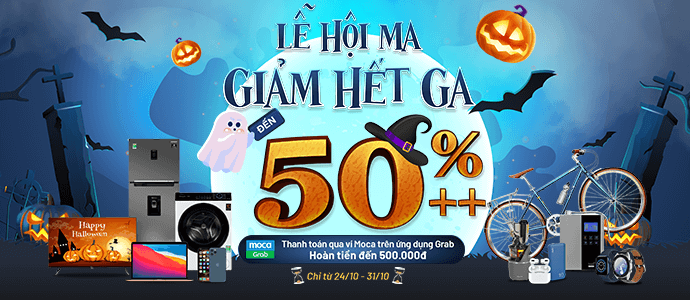 LỄ HỘI MA
GIẢM HẾT GA
ĐẾN
50%++
moca
Grab
Thanh toán qua ví Moca trên ứng dụng Grab
Hoàn tiền đến 500.000đ
Chỉ từ 24/10 - 31/10
Happy
Halloween